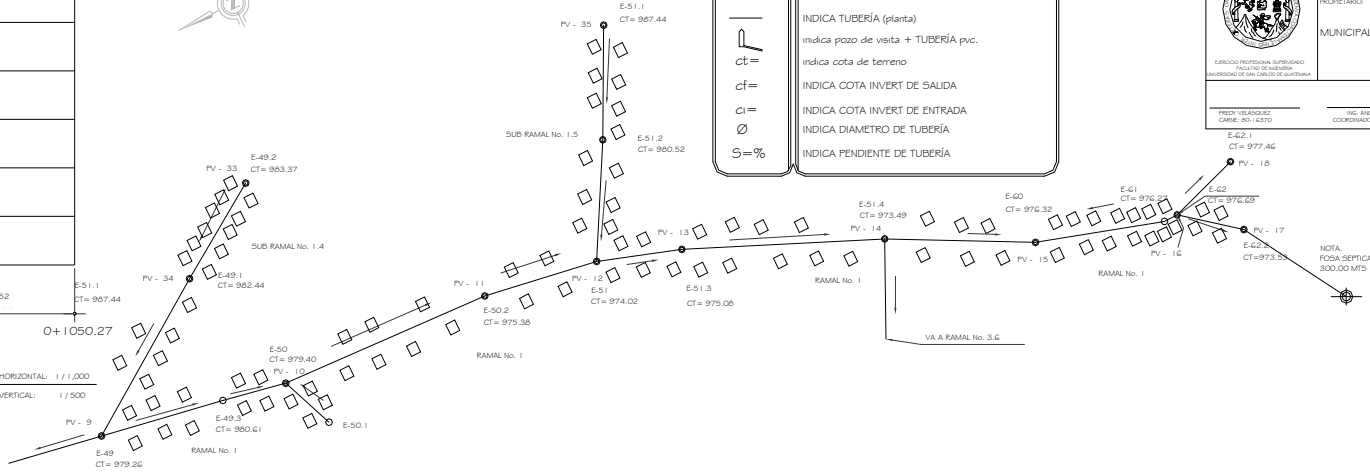 E-51.1
CT= 987.44
PV - 35
INDICA TUBERÍA (planta)
inidica pozo de visita + TUBERÍA pvc.
ct=
indica cota de terreno
cf=
INDICA COTA INVERT DE SALIDA
ci=
INDICA COTA INVERT DE ENTRADA
Ø
INDICA DIAMETRO DE TUBERÍA
S=%
INDICA PENDIENTE DE TUBERÍA
PROPIETARIO:
MUNICIPAL
EJERCICIO PROFESIONAL SUPERVISADO
FACULTAD DE INGENIERIA
UNIVERSIDAD DE SAN CARLOS DE GUATEMALA
FREDY VELÁSQUEZ
CARNE: 80-16370
ING. ANG
COORDINADO
SUB RAMAL No. 1.5
E-51.2
CT= 980.52
E-62.1
CT = 977.46
PV - 18
E-49.2
CT= 983.37
PV - 33
SUB RAMAL No. 1.4
E-49.1
CT= 982.44
PV - 34
E-51.4
CT= 973.49
PV - 14
E-60
CT= 976.32
E-61
CT= 976.27
E-62
CT= 976.69
PV - 13
PV - 15
PV - 16
PV - 17
E-62.2
CT=973.53
NOTA.
FOSA SEPTICA
300.00 MTS
RAMAL No. 1
RAMAL No. 1
PV - 12
E-51
CT= 974.02
E-51.3
CT= 975.08
PV - 11
E-50.2
CT= 975.38
E-51.1
CT= 987.44
52
0+1050.27
VA A RAMAL No. 3.6
RAMAL No. 1
E-50
CT= 979.40
PV - 10
HORIZONTAL: 1 / 1,000
VERTICAL: 1 / 500
E-49.3
CT= 980.61
E-50.1
PV - 9
E-49
CT= 979.26
RAMAL No. 1